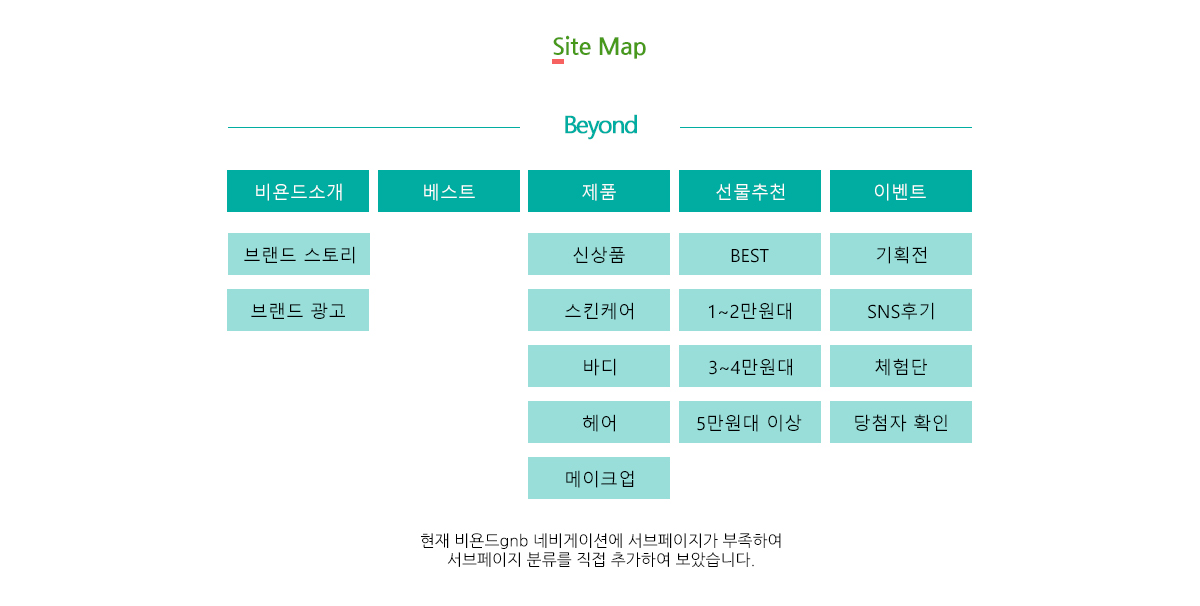 Site Map
Beyond
비욘드소개 베스트 제품 선물추천 이벤트
브랜드 스토리 신상품 BEST 기획전
브랜드 광고 스킨케어 1~2만원대 SNS후기
바디 3~4만원대 체험단
헤어 5만원대 이상 당첨자 확인
메이크업
현재 비욘드gnb 네비게이션에 서브페이지가 부족하여
서브페이지 분류를 직접 추가하여 보았습니다.